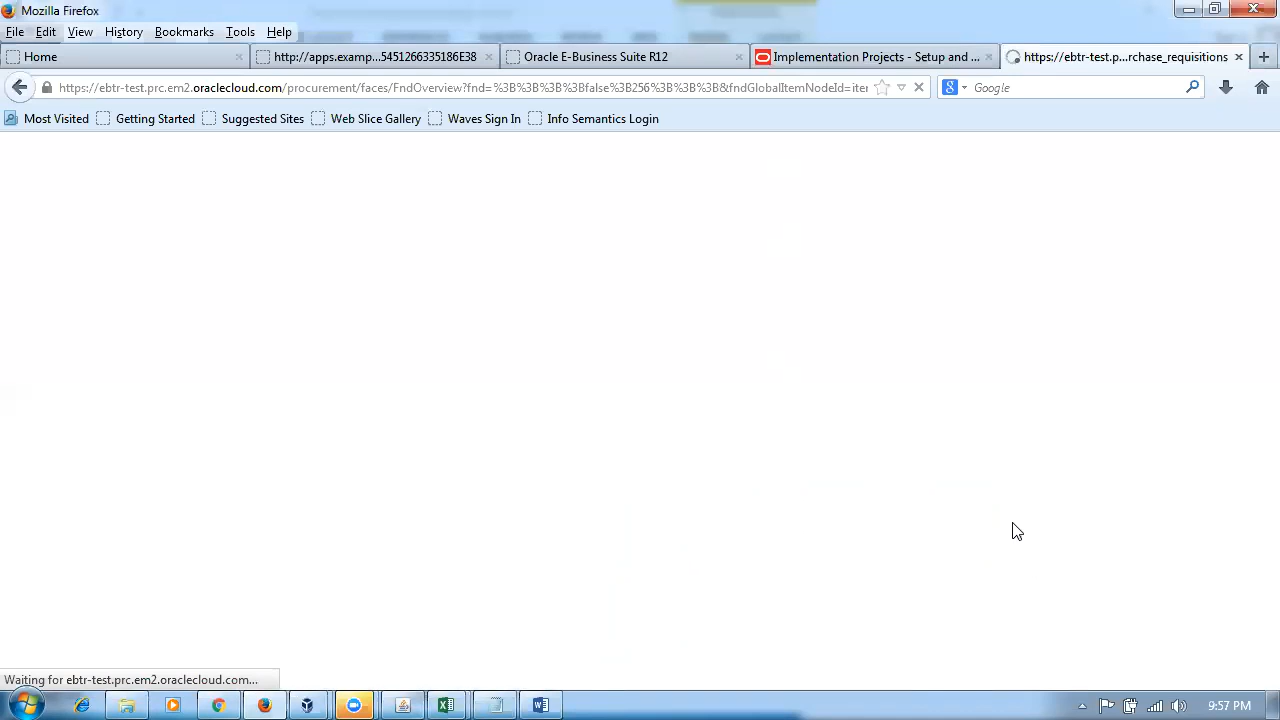 Mozilla Firefox
File Edit View History Bookmarks Tools Help
Home http://apps.examp...5451266335186E38 Oracle E-Business Suite R12 Implementation Projects - Setup and ... https://ebtr-test.p...rchase_requisitions
https://ebtr-test.prc.em2.oraclecloud.com/procurement/faces/FndOverview?fnd=%3B%3B%3B%3Bfalse%3B256%3B%3B%3B&fndGlobalItemNodeId=iter Google
Most Visited Getting Started Suggested Sites Web Slice Gallery Waves Sign In Info Semantics Login
Waiting for ebtr-test.prc.em2.oraclecloud.com...
9:57 PM